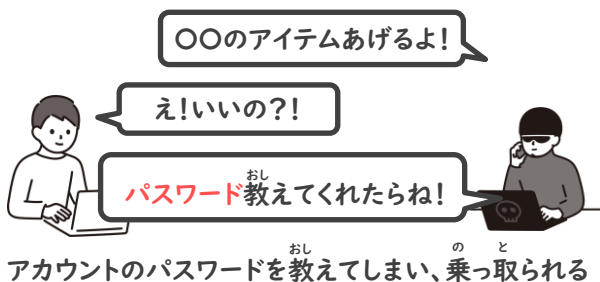 〇〇のアイテムあげるよ！
え！いいの？！
おし
パスワード教えてくれたらね！
おし の と
アカウントのパスワードを教えてしまい、乗っ取られる